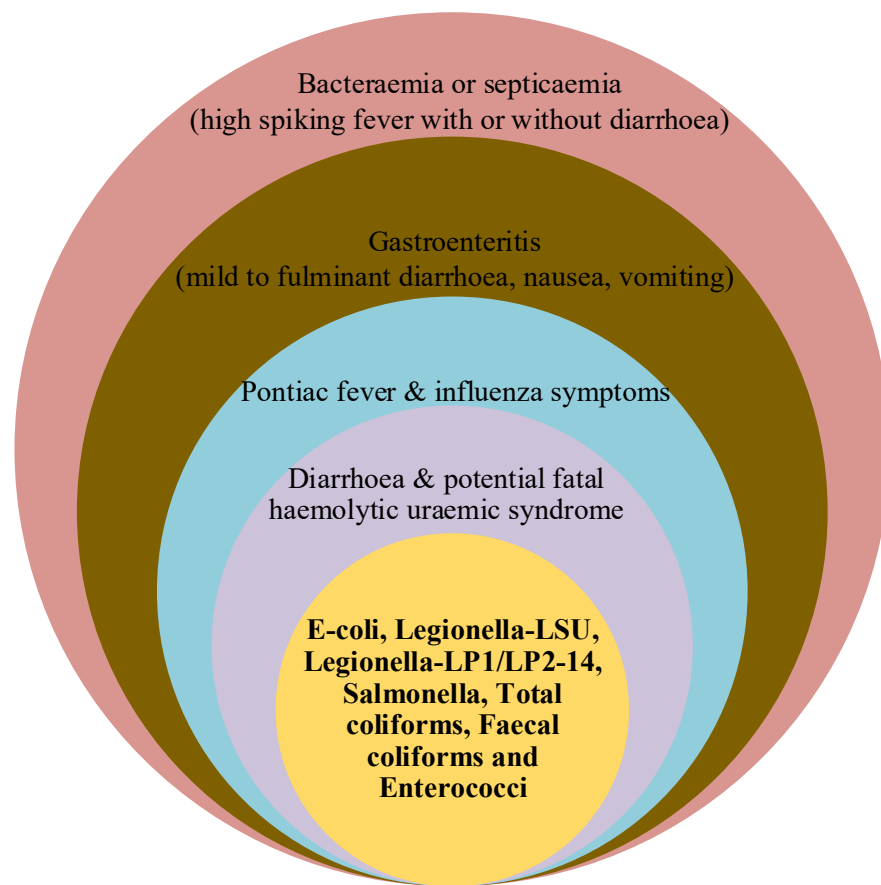 Bacteraemia or septicaemia
(high spiking fever with or without diarrhoea)
Gastroenteritis
(mild to fulminant diarrhoea, nausea, vomiting)
Pontiac fever & influenza symptoms
Diarrhoea & potential fatal
haemolytic uraemic syndrome
E-coli, Legionella-LSU,
Legionella-LP1/LP2-14,
Salmonella, Total
coliforms, Faecal
coliforms and
Enterococci